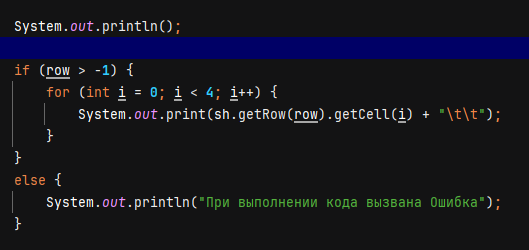 System.out.println();
if (row > -1) {
for (int i = 0; i < 4; i++) {
System.out.print(sh.getRow(row).getCell(i) + "\t\t");
}
}
else {
System.out.println("При выполнении кода вызвана Ошибка");
}